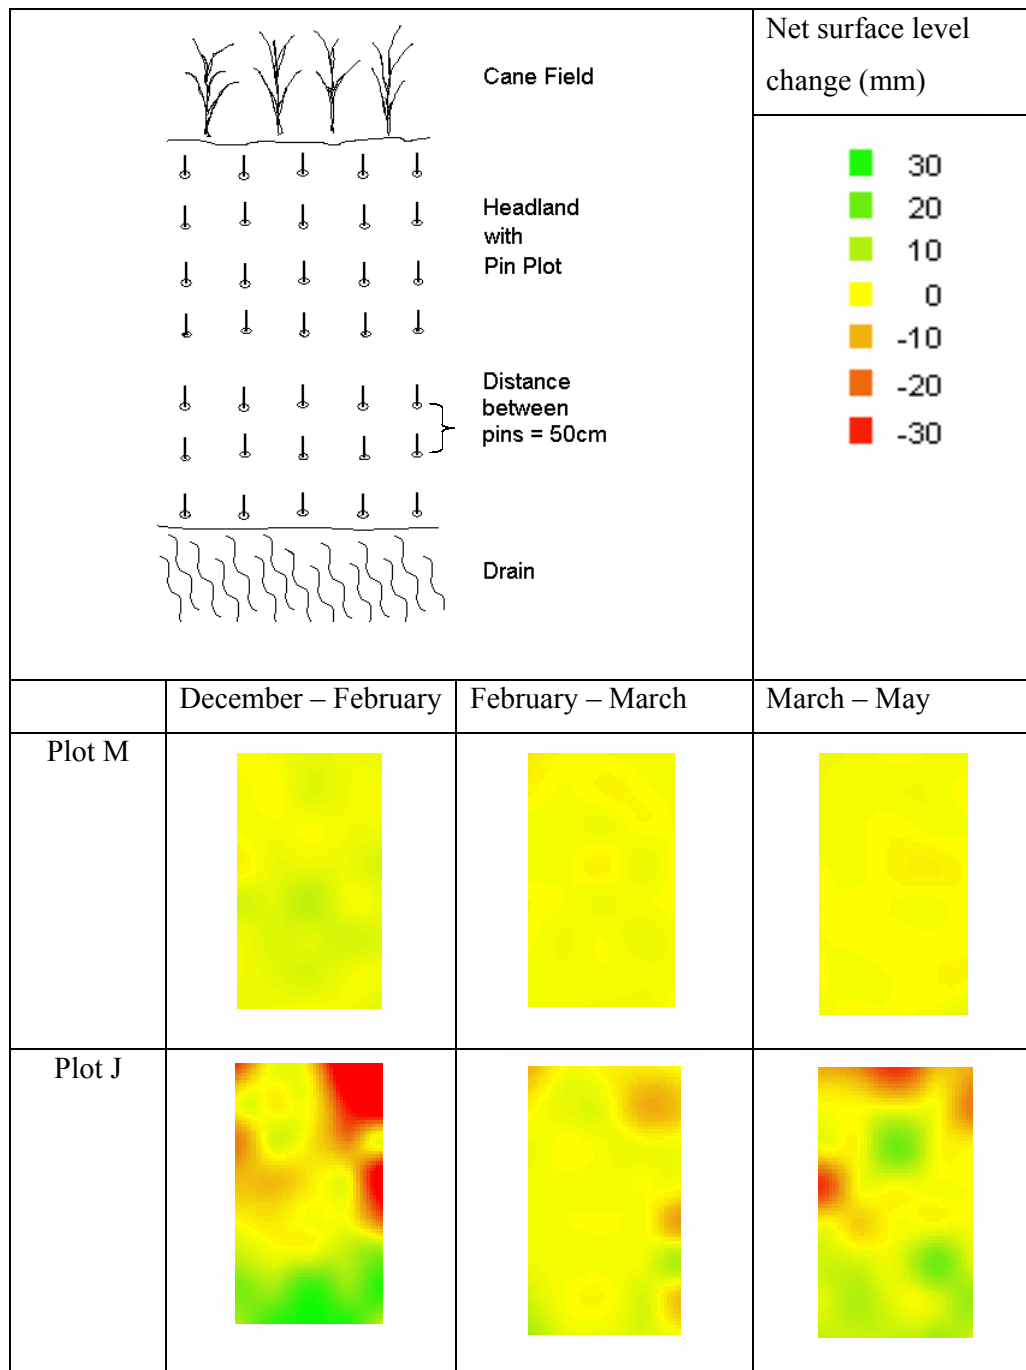 Cane Field
Headland
with
Pin Plot
Distance
between
pins = 50cm
Drain
Net surface level
change (mm)
30
20
10
0
-10
-20
-30
December – February
February – March
March – May
Plot M
Plot J